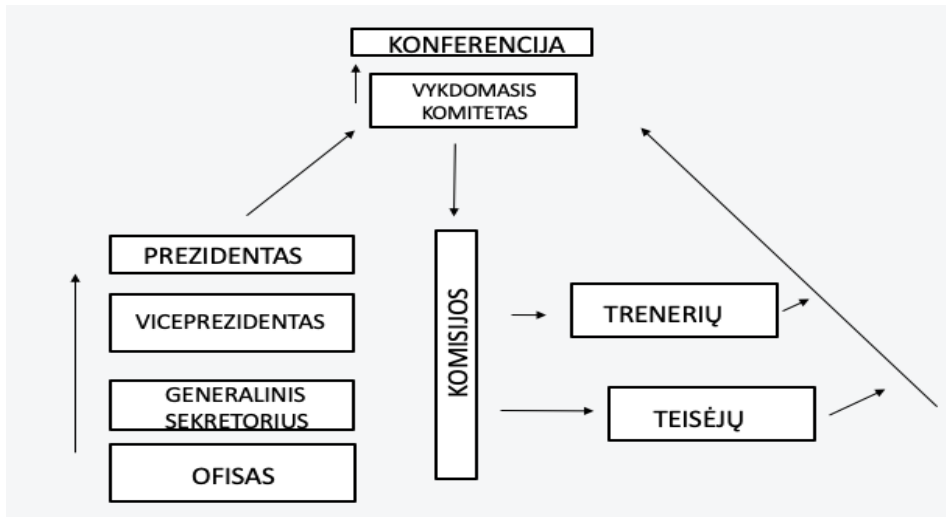 KONFERENCIJA
VYKDOMASIS
KOMITETAS
PREZIDENTAS
VICEPREZIDENTAS
GENERALINIS
SEKRETORIUS
OFISAS
KOMISIJOS
TRENERIŲ
TEISĖJŲ